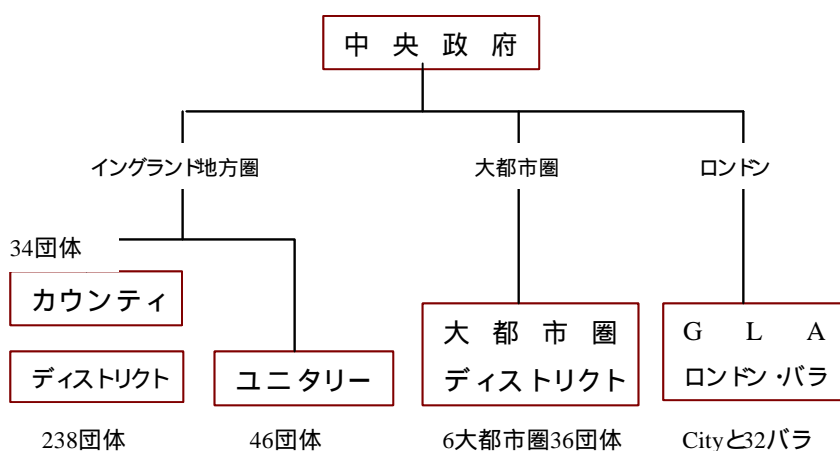 中央政府
イングランド地方圏
大都市圏
ロンドン
34団体
カウンティ
ディストリクト
238団体
ユニタリー
46団体
大都市圏
ディストリクト
6大都市圏36団体
GLA
ロンドン・バラ
Cityと32バラ